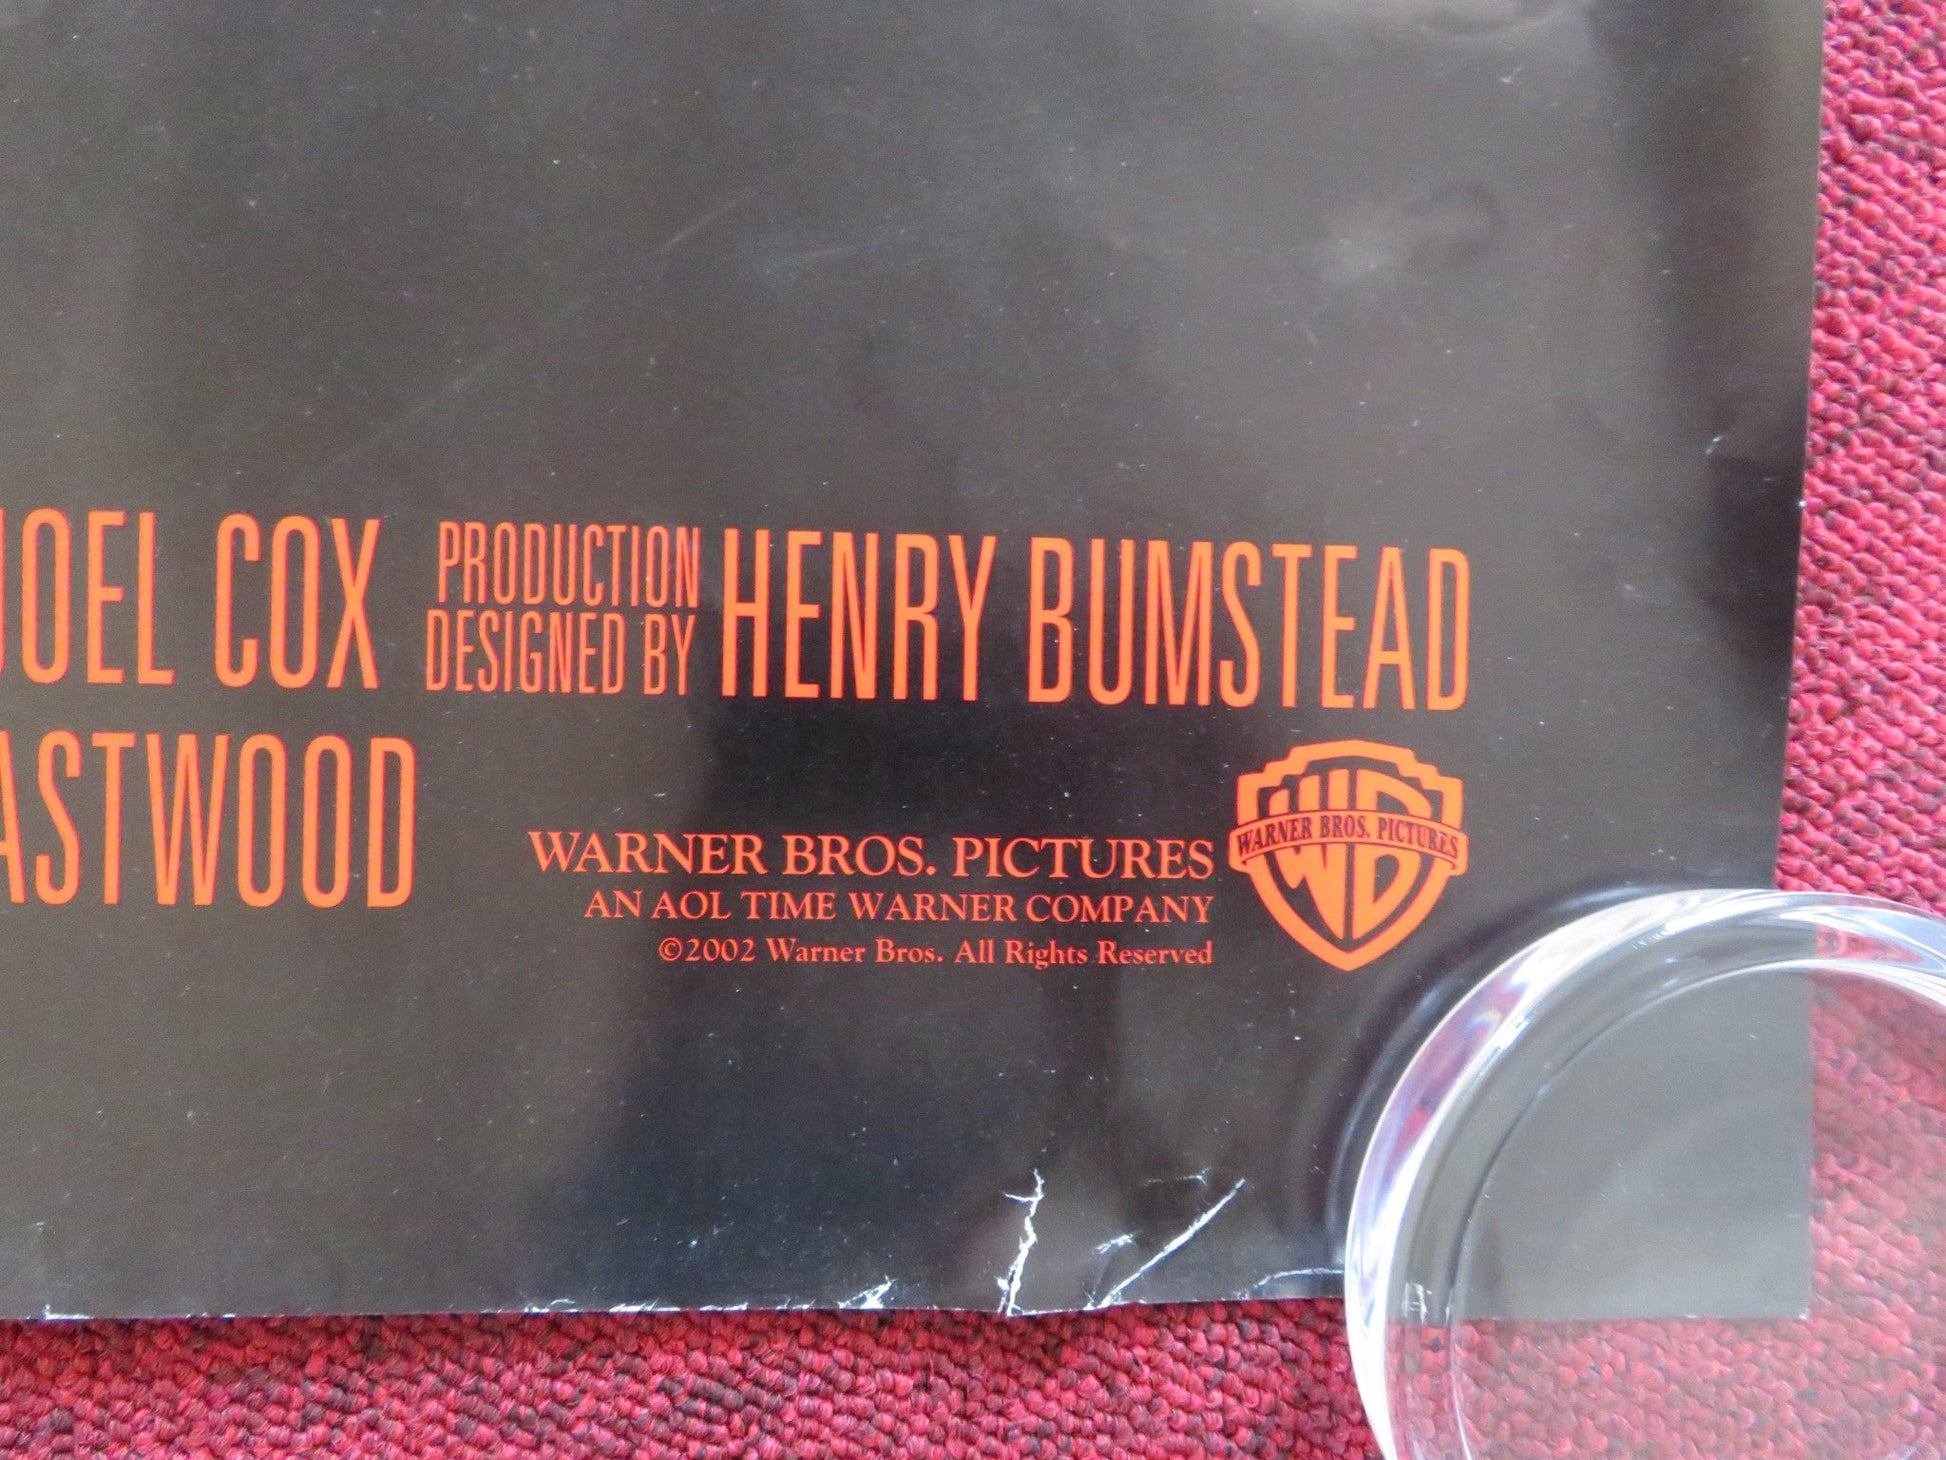 JOEL COX PRODUCTION DESIGNED BY HENRY BUMSTEAD
ASTWOOD
WARNER BROS. PICTURES
AN AOL TIME WARNER COMPANY
©2002 Warner Bros. All Rights Reserved
WB
WARNER BROS. PICTURES